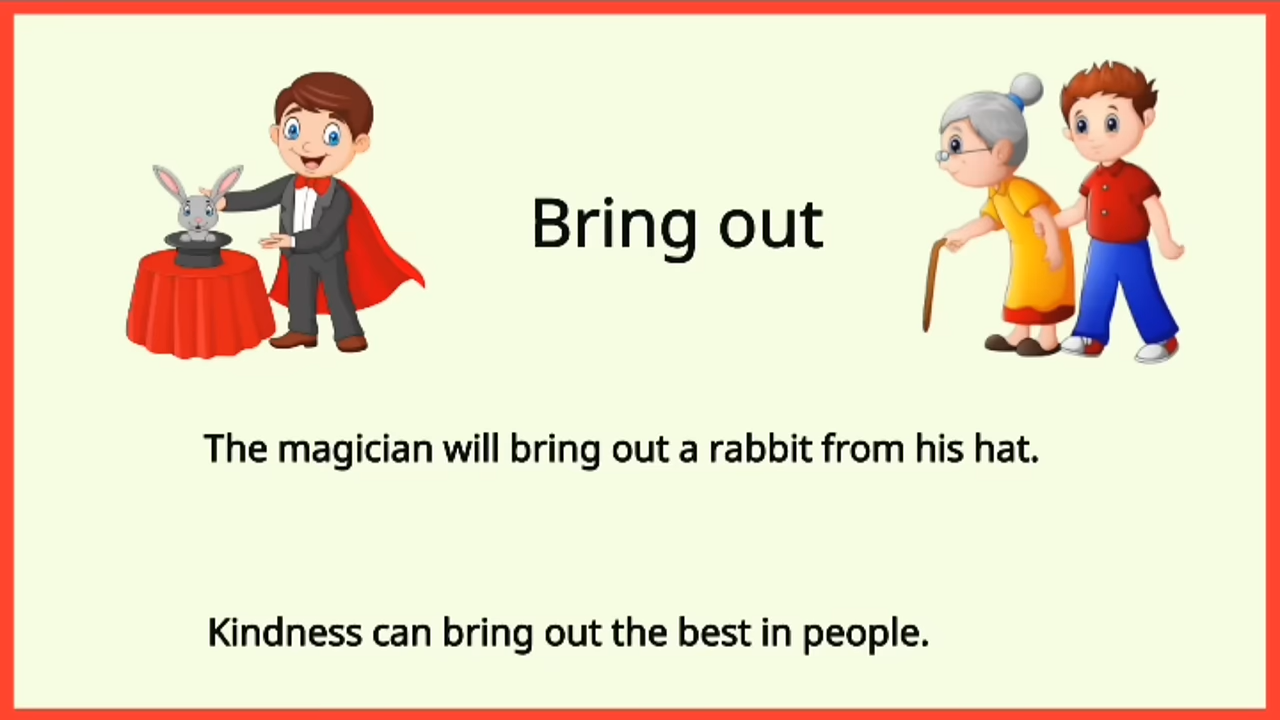 Bring out
The magician will bring out a rabbit from his hat.
Kindness can bring out the best in people.